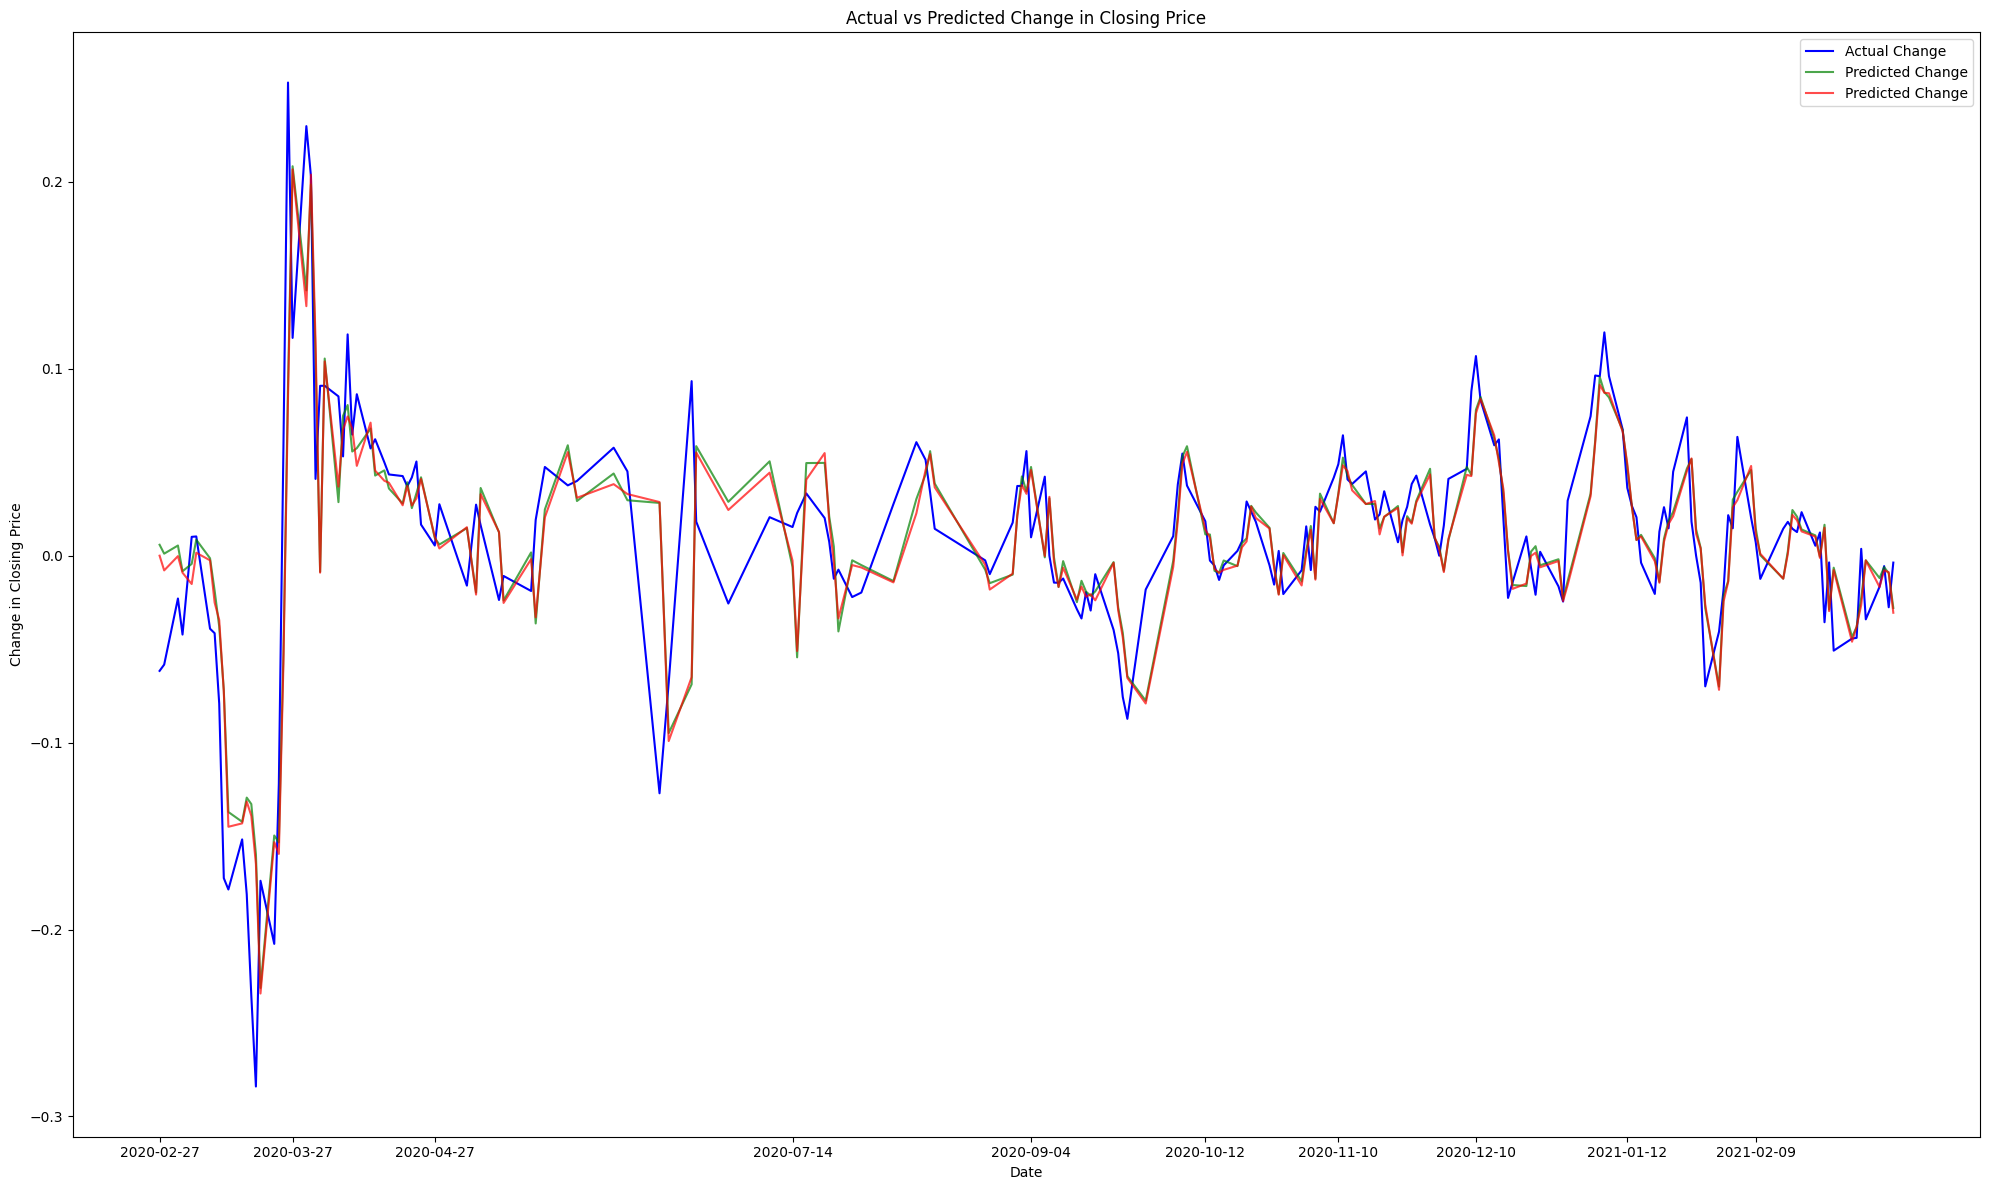 Actual vs Predicted Change in Closing Price
Actual Change
Predicted Change
Predicted Change
Change in Closing Price
0.2
0.1
0.0
−0.1
−0.2
−0.3
2020-02-27 2020-03-27 2020-04-27 2020-07-14 2020-09-04 2020-10-12 2020-11-10 2020-12-10 2021-01-12 2021-02-09
Date